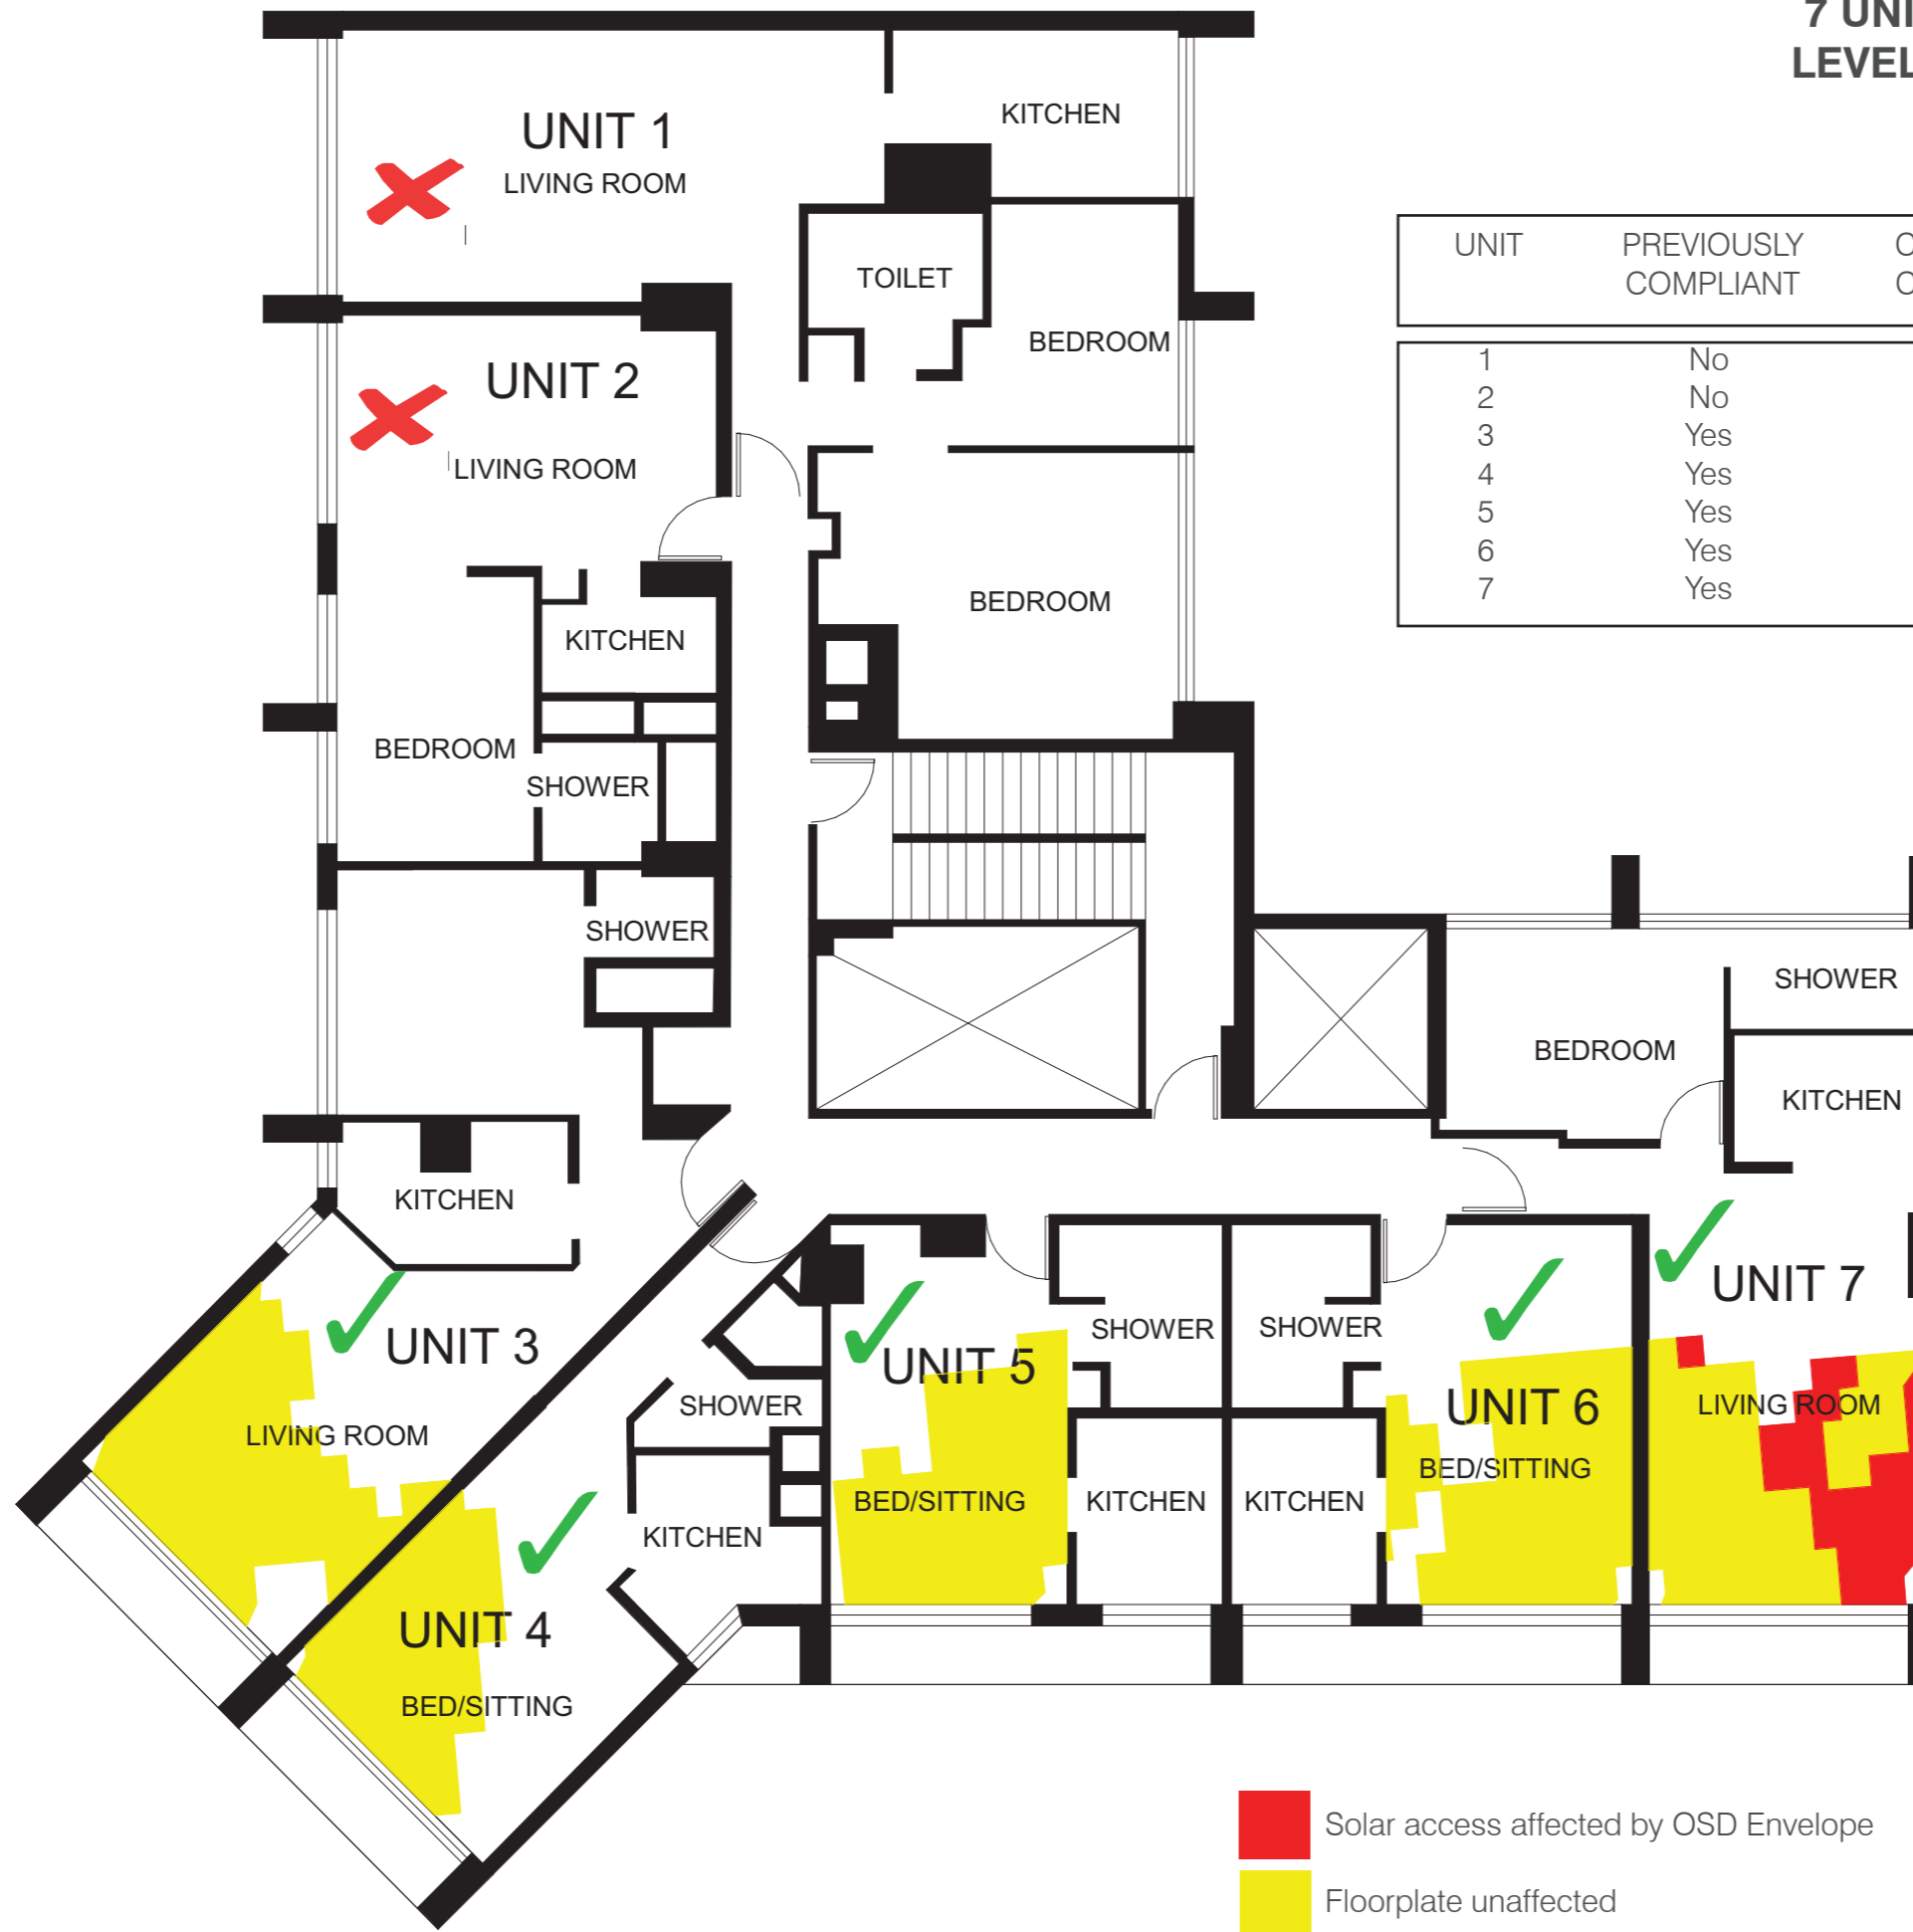 LEVEL
UNIT 1
LIVING ROOM
KITCHEN
TOILET
BEDROOM
UNIT 2
LIVING ROOM
BEDROOM
KITCHEN
BEDROOM
SHOWER
SHOWER
UNIT PREVIOUSLY
COMPLIANT
1 No
2 No
3 Yes
4 Yes
5 Yes
6 Yes
7 Yes
SHOWER
BEDROOM
KITCHEN
KITCHEN
UNIT 3
LIVING ROOM
SHOWER
KITCHEN
UNIT 4
BED/SITTING
UNIT 5
BED/SITTING
SHOWER
KITCHEN
SHOWER
KITCHEN
UNIT 6
BED/SITTING
UNIT 7
LIVING ROOM
Solar access affected by OSD Envelope
Floorplate unaffected